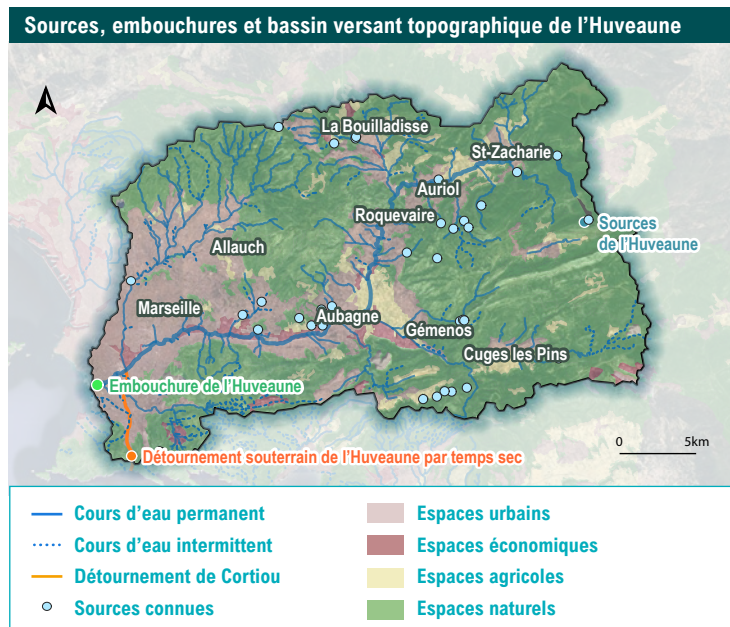 Sources, embouchures et bassin versant topographique de l'Huveaune
La Bouilladisse
St-Zacharie
Auriol
Roquevaire
Sources
de l'Huveaune
Allauch
Marseille
Aubagne
Gémenos
Cuges les Pins
Embouchure de l'Huveaune
0 5km
Détournement souterrain de l'Huveaune par temps sec
Cours d'eau permanent
Cours d'eau intermittent
Détournement de Cortiou
Sources connues
Espaces urbains
Espaces économiques
Espaces agricoles
Espaces naturels